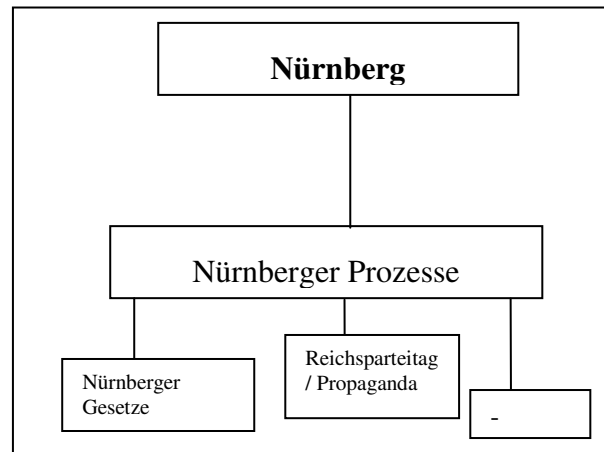 Nürnberg
Nürnberger Prozesse
Nürnberger
Gesetze
Reichsparteitag
/ Propaganda
-